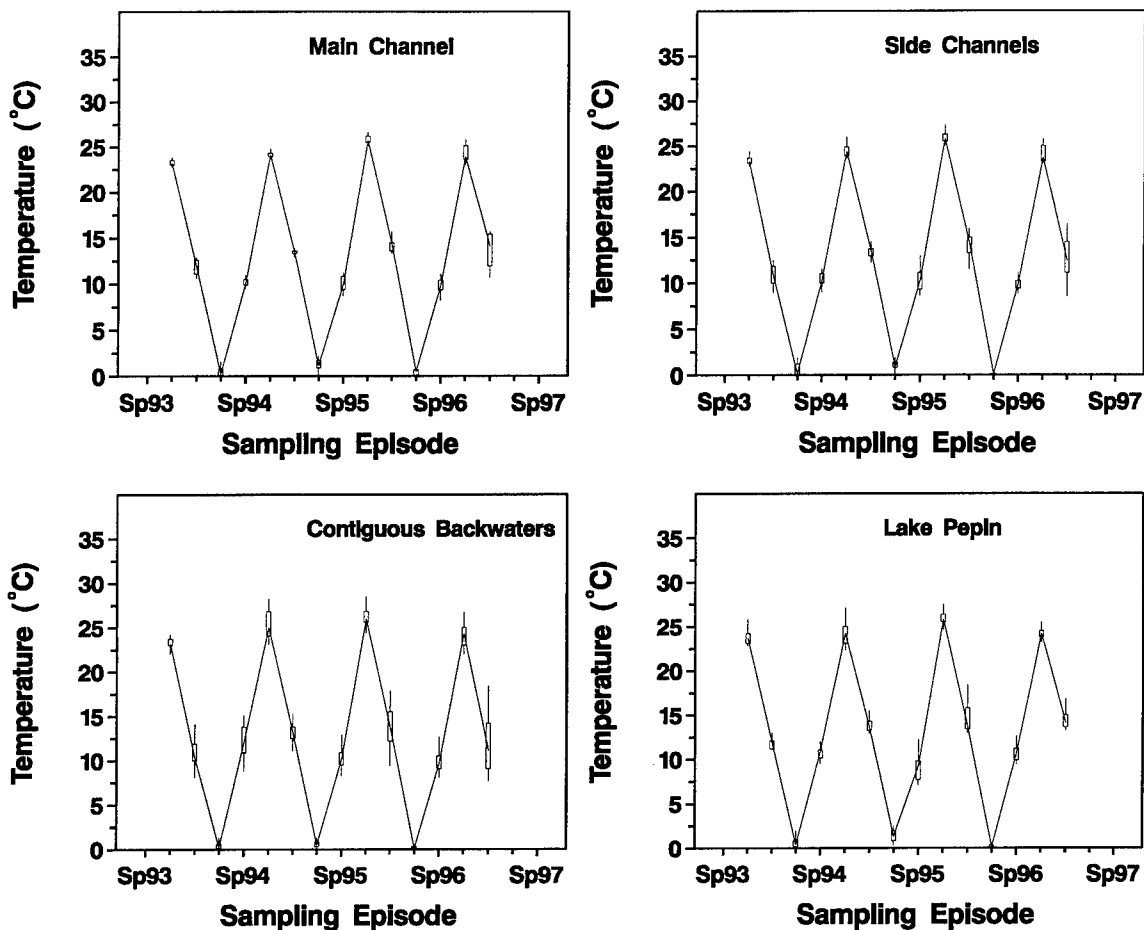 Main Channel
Temperature (°C)
35
30
25
20
15
10
5
0
Sp93 Sp94 Sp95 Sp96 Sp97
Sampling Episode
Side Channels
Temperature (°C)
35
30
25
20
15
10
5
0
Sp93 Sp94 Sp95 Sp96 Sp97
Sampling Episode
Contiguous Backwaters
Temperature (°C)
35
30
25
20
15
10
5
0
Sp93 Sp94 Sp95 Sp96 Sp97
Sampling Episode
Lake Pepin
Temperature (°C)
35
30
25
20
15
10
5
0
Sp93 Sp94 Sp95 Sp96 Sp97
Sampling Episode